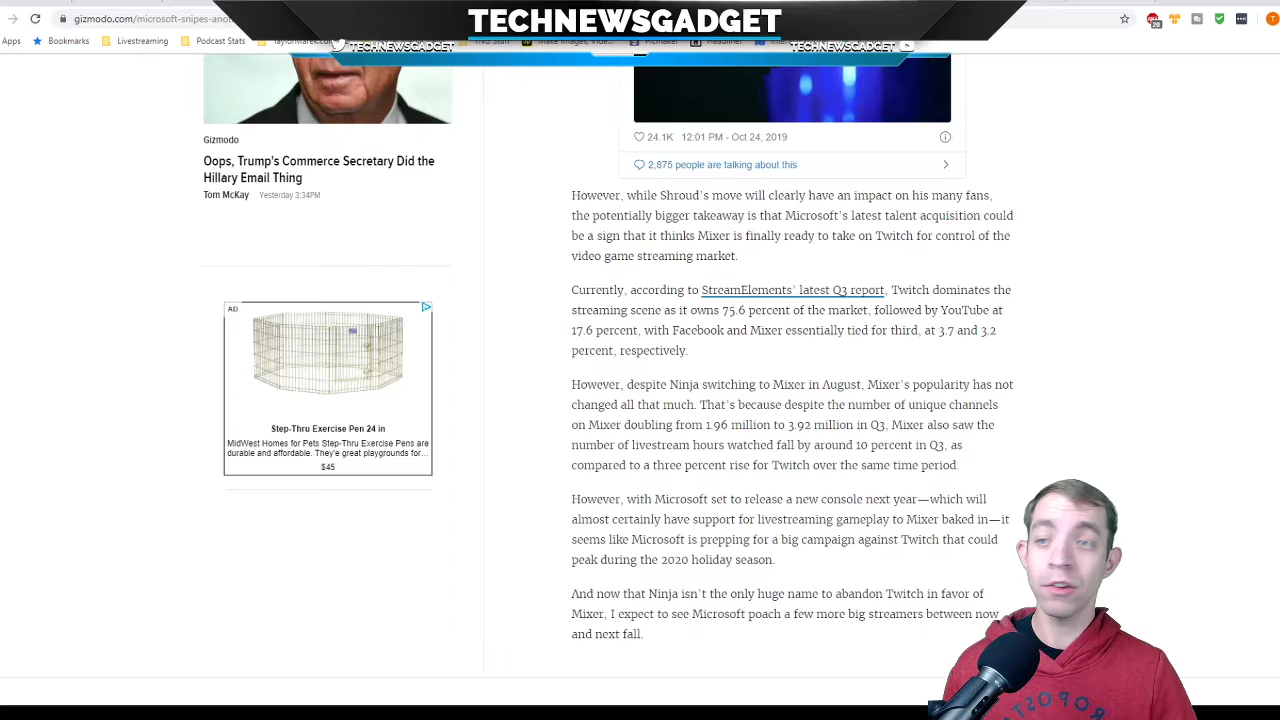 TECHNEWSGADGET
gizmodo.com/microsoft-snipes-ano
20
Apps
Bookmarks
Livestreaming
Podcast Stats
TECHNEWSGADGET
TECHNEWSGADGET
Gizmodo
Oops, Trump's Commerce Secretary Did the
Hillary Email Thing
Tom McKay Yesterday 3:34PM
AD
Step-Thru Exercise Pen 24 in
MidWest Homes for Pets Step-Thru Exercise Pens are
durable and affordable. They're great playgrounds for...
$45
24.1K 12:01 PM - Oct 24, 2019
2,875 people are talking about this
However, while Shroud's move will clearly have an impact on his many fans,
the potentially bigger takeaway is that Microsoft's latest talent acquisition could
be a sign that it thinks Mixer is finally ready to take on Twitch for control of the
video game streaming market.
Currently, according to StreamElements' latest Q3 report, Twitch dominates the
streaming scene as it owns 75.6 percent of the market, followed by YouTube at
17.6 percent, with Facebook and Mixer essentially tied for third, at 3.7 and 3.2
percent, respectively.
However, despite Ninja switching to Mixer in August, Mixer's popularity has not
changed all that much. That's because despite the number of unique channels
on Mixer doubling from 1.96 million to 3.92 million in Q3, Mixer also saw the
number of livestream hours watched fall by around 10 percent in Q3, as
compared to a three percent rise for Twitch over the same time period.
However, with Microsoft set to release a new console next year—which will
almost certainly have support for livestreaming gameplay to Mixer baked in—it
seems like Microsoft is prepping for a big campaign against Twitch that could
peak during the 2020 holiday season.
And now that Ninja isn't the only huge name to abandon Twitch in favor of
Mixer, I expect to see Microsoft poach a few more big streamers between now
and next fall.